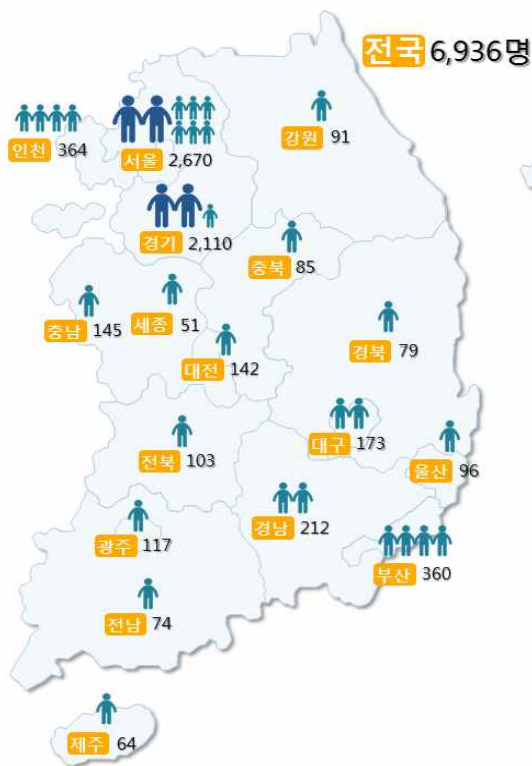 전국 6,936명
강원 91
인천 364
서울 2,670
경기 2,110
충북 85
충남 145
세종 51
경북 79
대전 142
대구 173
전북 103
울산 96
경남 212
광주 117
부산 360
전남 74
제주 64